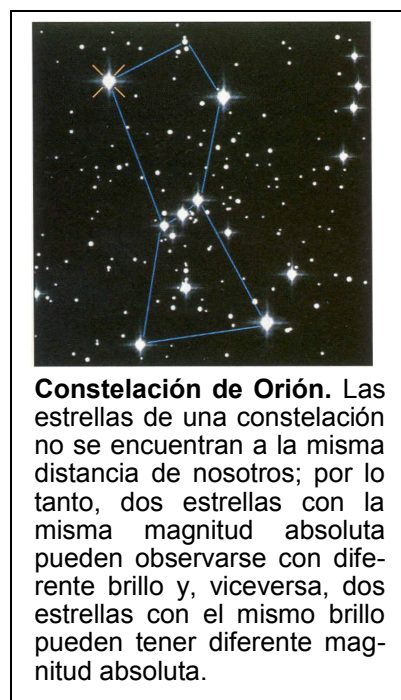 Constelación de Orión. Las
estrellas de una constelación
no se encuentran a la misma
distancia de nosotros; por lo
tanto, dos estrellas con la
misma magnitud absoluta
pueden observarse con dife-
rente brillo y, viceversa, dos
estrellas con el mismo brillo
pueden tener diferente mag-
nitud absoluta.